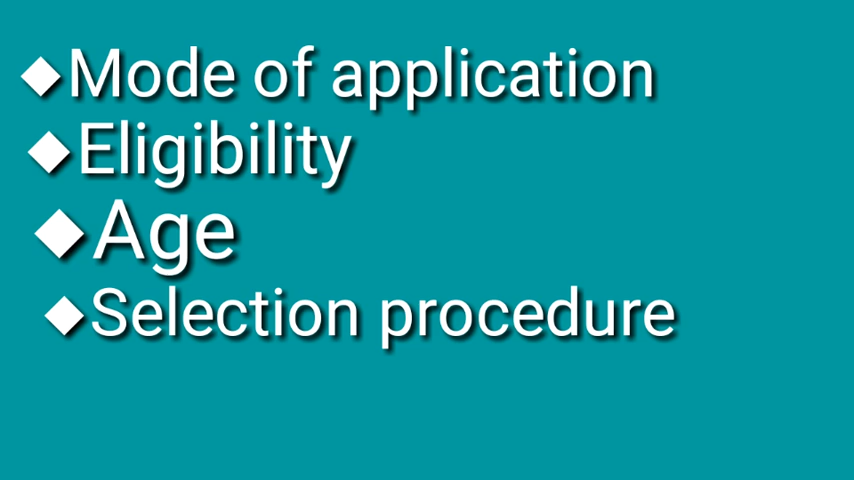 ◆Mode of application
◆Eligibility
◆Age
◆Selection procedure